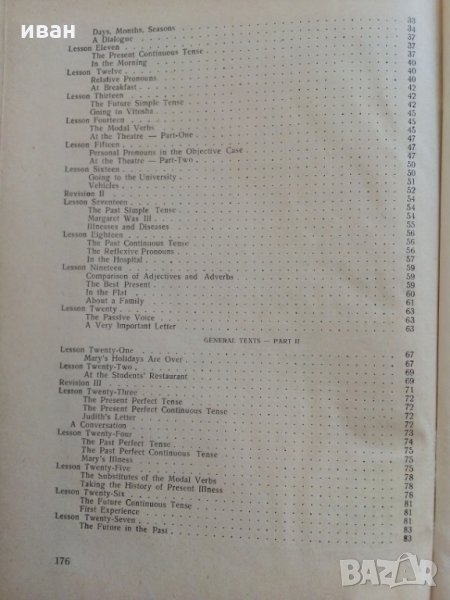 иван
Days, Months, Seasons . 33
A Dialogue . 34
Lesson Eleven . 37
The Present Continuous Tense . 37
In the Morning . 40
Lesson Twelve . 40
Relative Pronouns . 40
At Breakfast . 42
Lesson Thirteen . 42
The Future Simple Tense . 42
Going to Vitosha . 45
Lesson Fourteen . 45
The Modal Verbs . 45
At the Theatre — Part-One . 47
Lesson Fifteen . 47
Personal Pronouns in the Objective Case . 47
At the Theatre — Part-Two . 50
Lesson Sixteen . 50
Going to the University . 51
Vehicles . 52
Revision II . 54
Lesson Seventeen . 54
The Past Simple Tense . 54
Margaret Was Ill . 55
Illnesses and Diseases . 56
Lesson Eighteen . 56
The Past Continuous Tense . 56
The Reflexive Pronouns . 57
In the Hospital . 59
Lesson Nineteen . 59
Comparison of Adjectives and Adverbs . 59
The Best Present . 60
In the Flat . 60
About a Family . 61
Lesson Twenty . 63
The Passive Voice . 63
A Very Important Letter . 63
GENERAL TEXTS — PART II
Lesson Twenty-One . 67
Mary's Holidays Are Over . 67
Lesson Twenty-Two . 69
At the Students' Restaurant . 69
Revision III . 71
Lesson Twenty-Three . 72
The Present Perfect Tense . 72
The Present Perfect Continuous Tense . 72
Judith's Letter . 72
A Conversation . 73
Lesson Twenty-Four . 74
The Past Perfect Tense . 75
The Past Perfect Continuous Tense . 75
Mary's Illness . 75
Lesson Twenty-Five . 78
The Substitutes of the Modal Verbs . 78
Taking the History of Present Illness . 78
Lesson Twenty-Six . 81
The Future Continuous Tense . 81
First Experience . 81
Lesson Twenty-Seven . 83
The Future in the Past . 83
176
BAZAR.bg